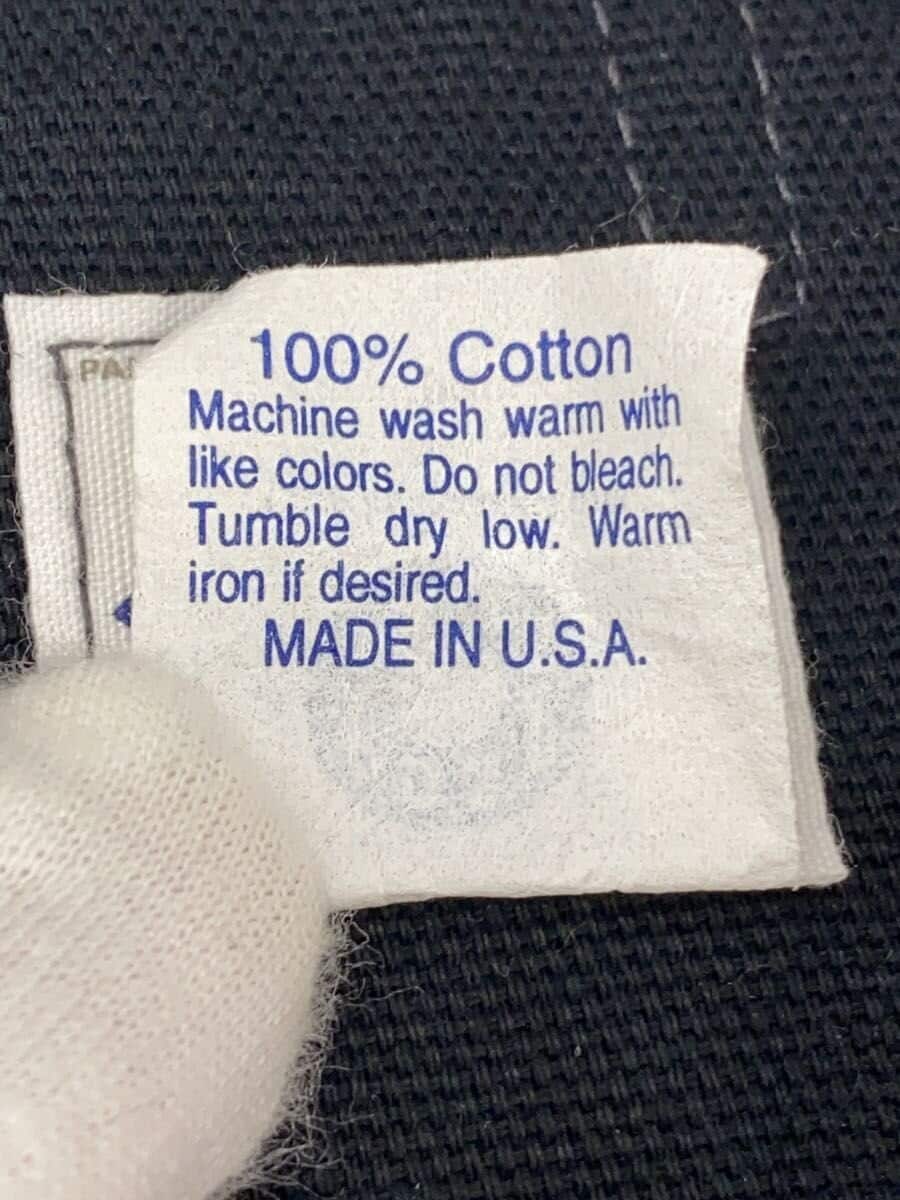 100% Cotton
Machine wash warm with
like colors. Do not bleach.
Tumble dry low. Warm
iron if desired.
MADE IN U.S.A.